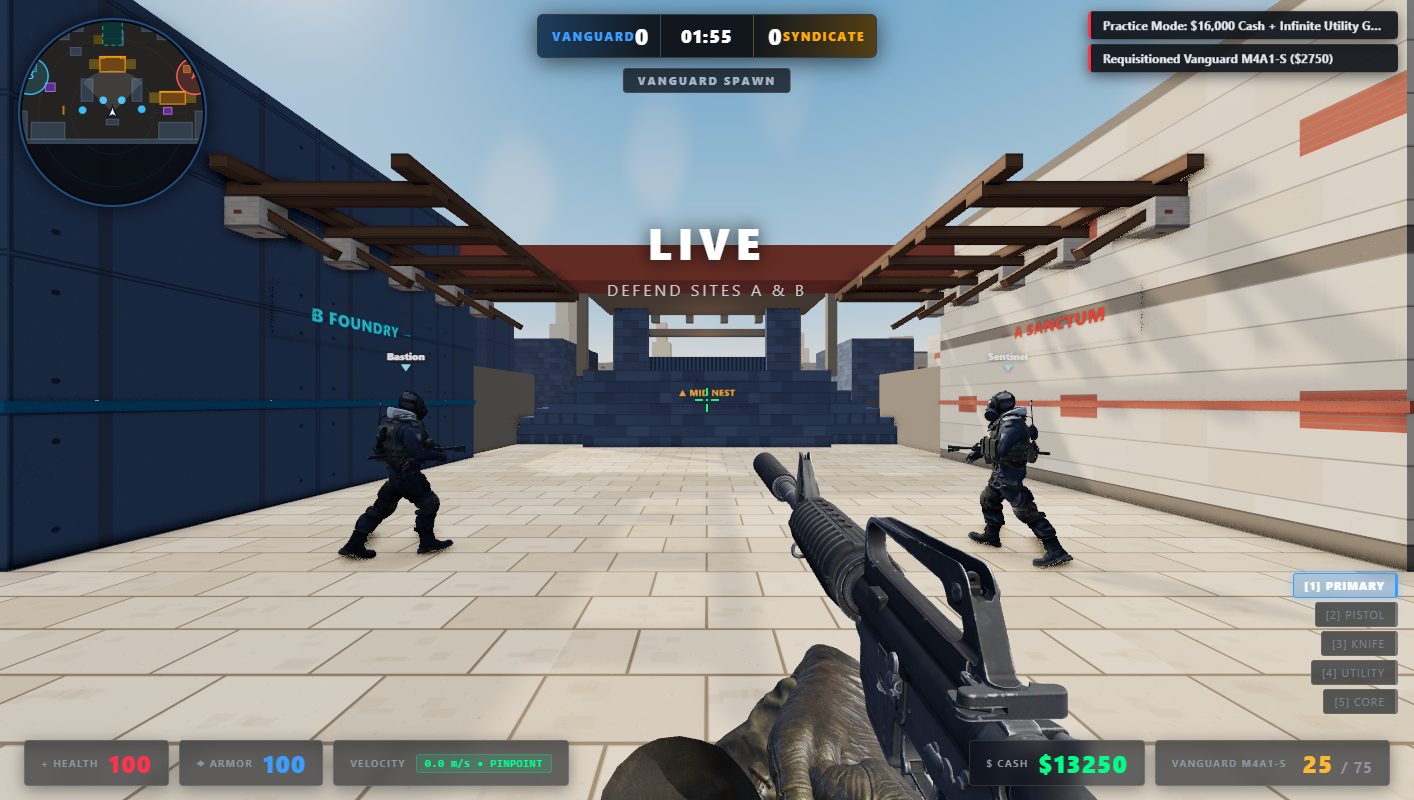 VANGUARD 0 01:55 0 SYNDICATE
VANGUARD SPAWN
Practice Mode: $16,000 Cash + Infinite Utility G...
Requisitioned Vanguard M4A1-S ($2750)
B
A
LIVE
DEFEND SITES A & B
B FOUNDRY →
← A SANCTUM
Bastion
Sentinel
▲ MID NEST
[1] PRIMARY
[2] PISTOL
[3] KNIFE
[4] UTILITY
[5] CORE
+ HEALTH 100
◆ ARMOR 100
VELOCITY 0.0 m/s • PINPOINT
$ CASH $13250
VANGUARD M4A1-S 25 / 75